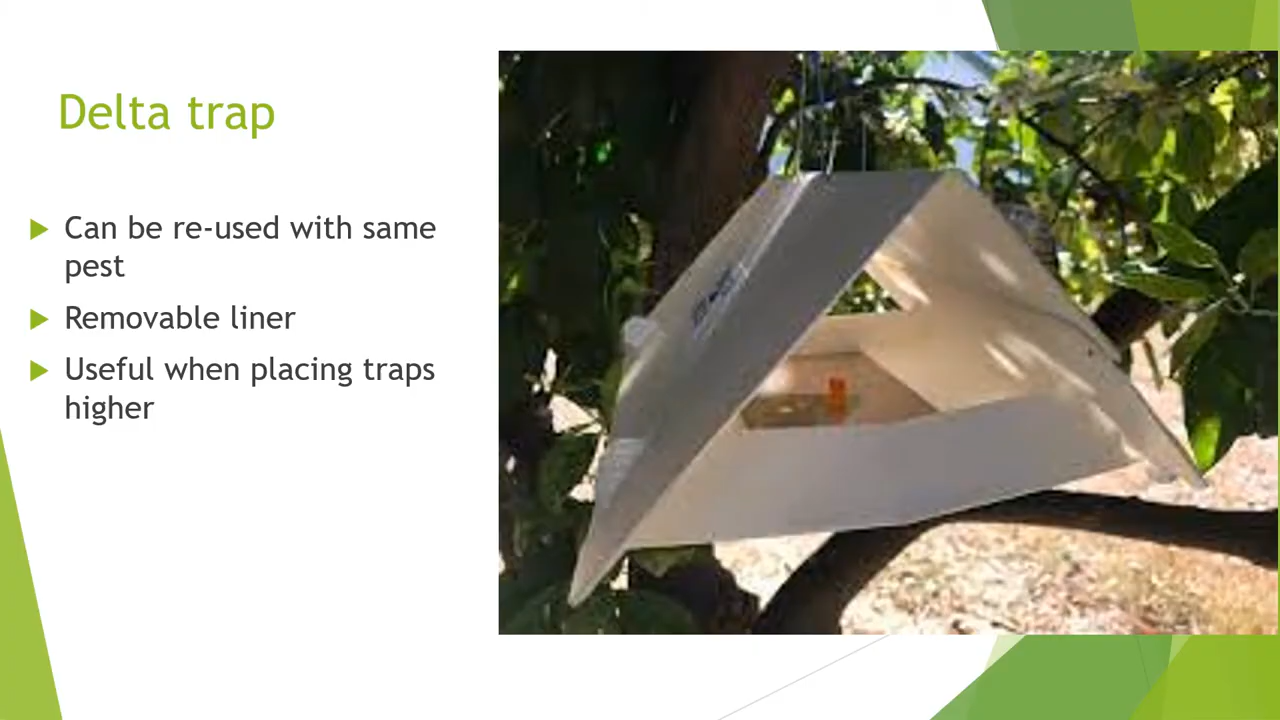 Delta trap
Can be re-used with same
pest
Removable liner
Useful when placing traps
higher